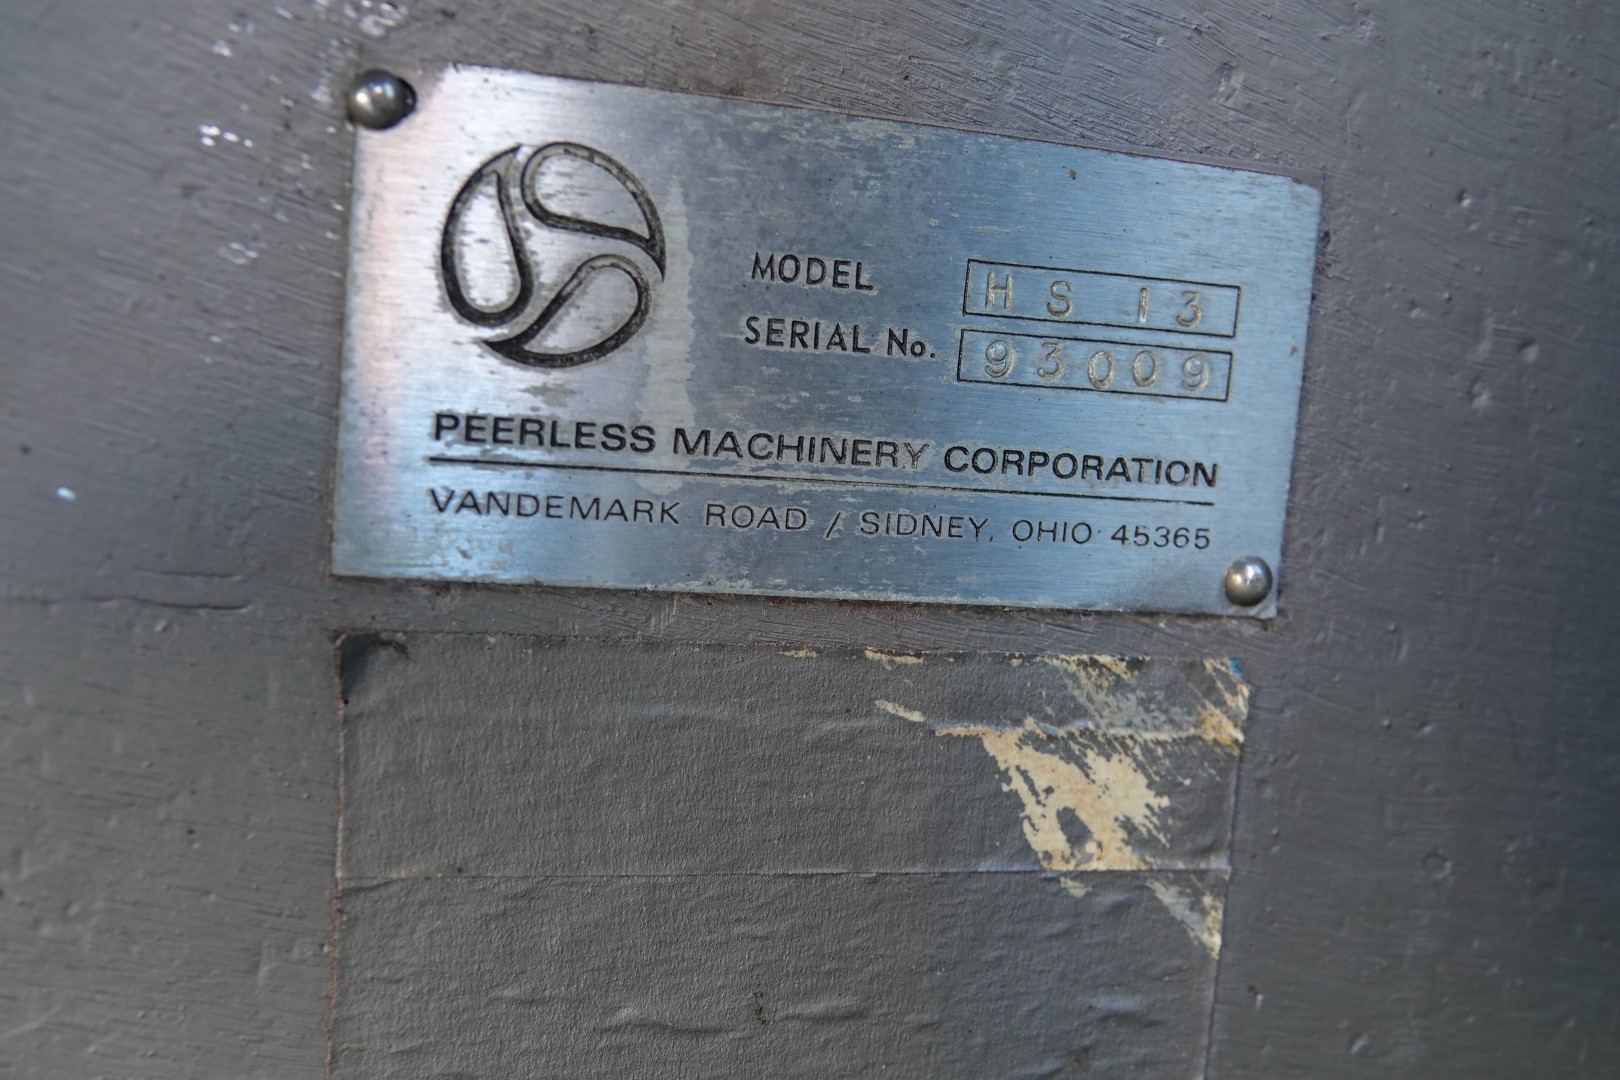 MODEL HS 13
SERIAL No. 93009
PEERLESS MACHINERY CORPORATION
VANDEMARK ROAD / SIDNEY, OHIO 45365